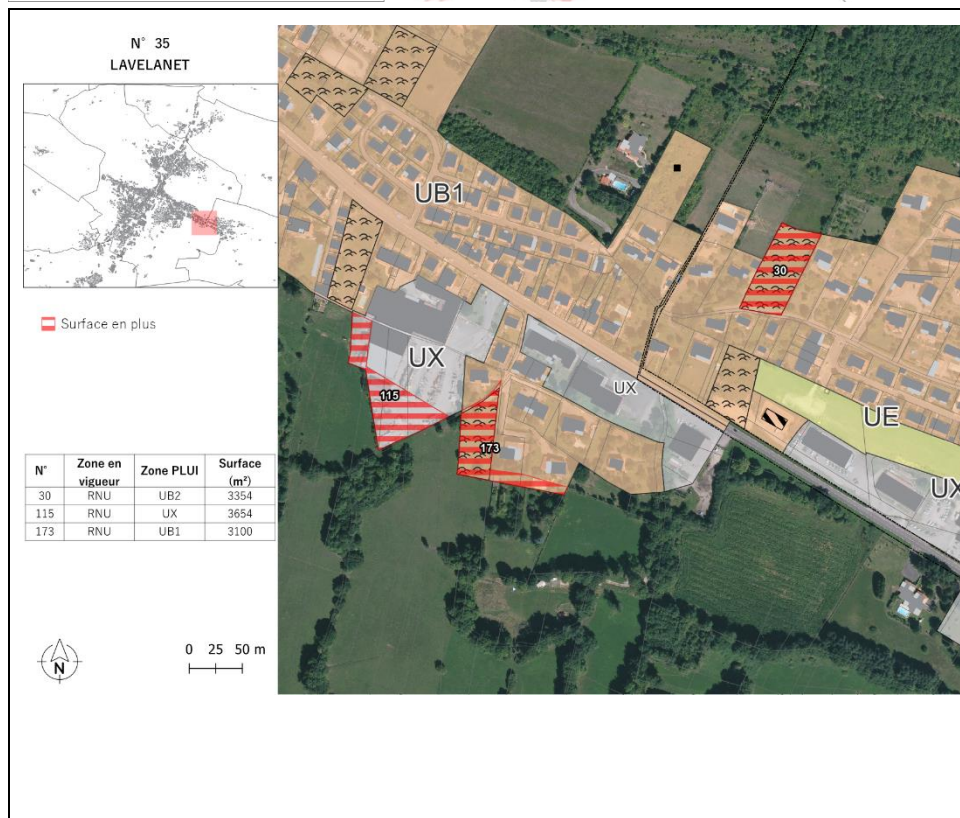 N° 35
LAVELANET
Surface en plus
N° Zone en vigueur Zone PLUI Surface (m²)
30 RNU UB2 3354
115 RNU UX 3654
173 RNU UB1 3100
N
0 25 50 m
UB1
30
UX
UX
115
UE
173
UX